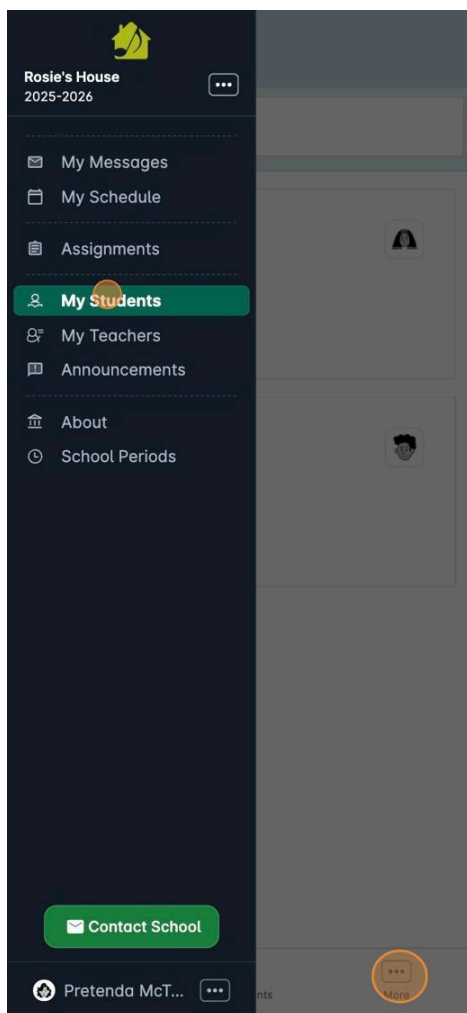 Rosie's House
2025-2026
My Messages
My Schedule
Assignments
My Students
My Teachers
Announcements
About
School Periods
Contact School
Pretenda McT...
nts
More